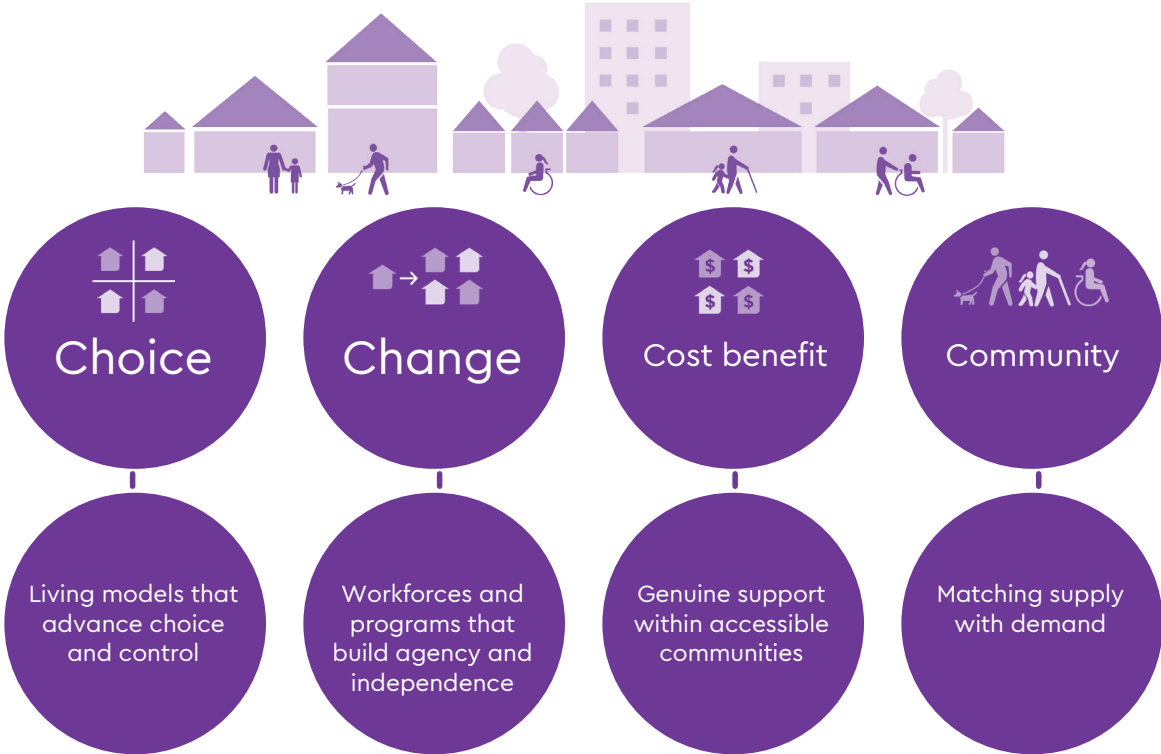 $ $
$ $
Choice
Change
Cost benefit
Community
Living models that
advance choice
and control
Workforces and
programs that
build agency and
independence
Genuine support
within accessible
communities
Matching supply
with demand